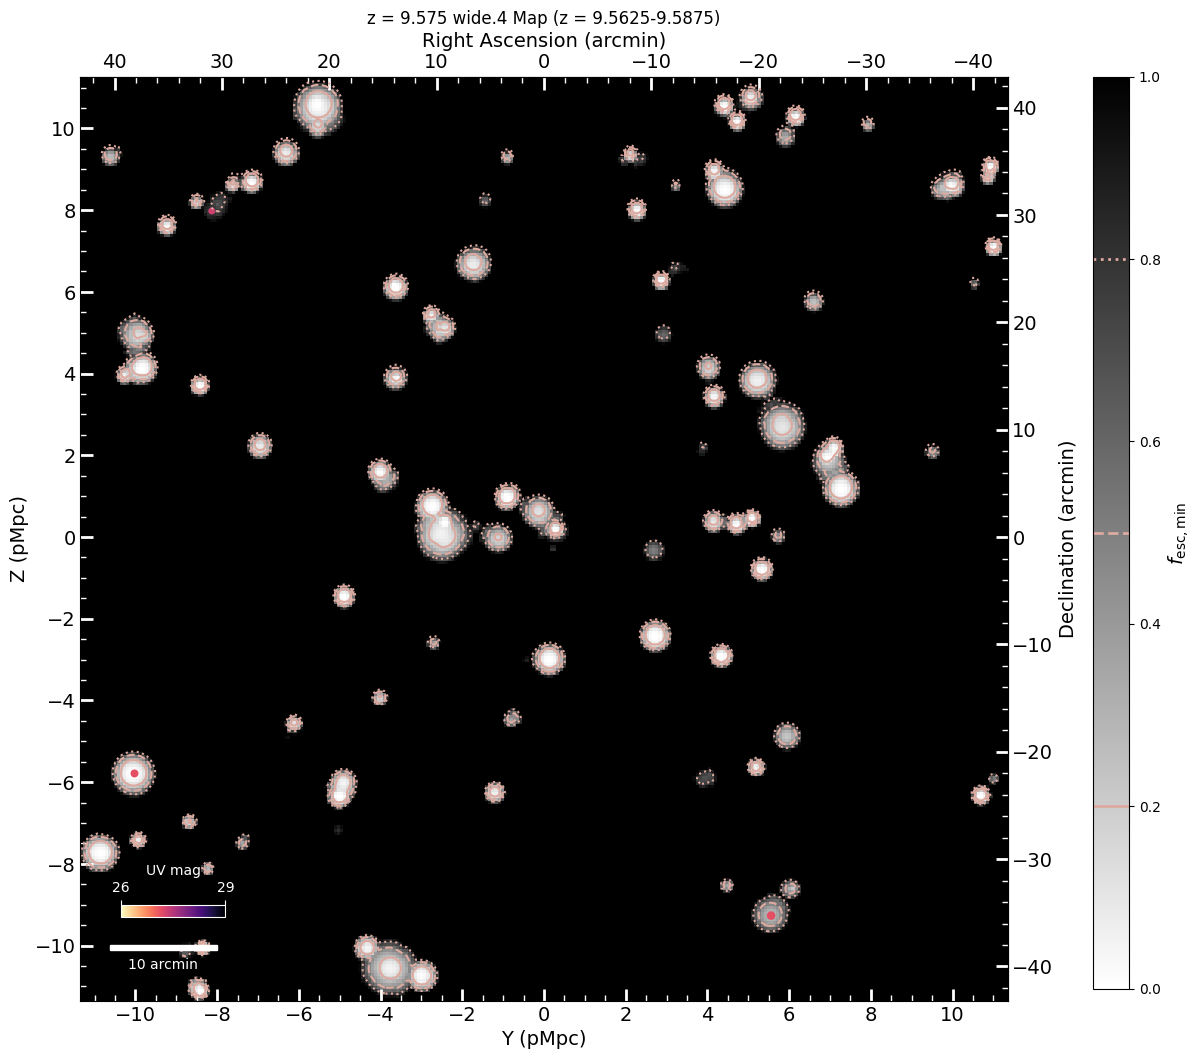 z = 9.575 wide.4 Map (z = 9.5625-9.5875)
Right Ascension (arcmin)
40 30 20 10 0 −10 −20 −30 −40
10
8
6
4
2
0
−2
−4
−6
−8
−10
Z (pMpc)
40
30
20
10
0
−10
−20
−30
−40
Declination (arcmin)
1.0
0.8
0.6
0.4
0.2
0.0
fesc,min
UV mag
26 29
10 arcmin
−10 −8 −6 −4 −2 0 2 4 6 8 10
Y (pMpc)